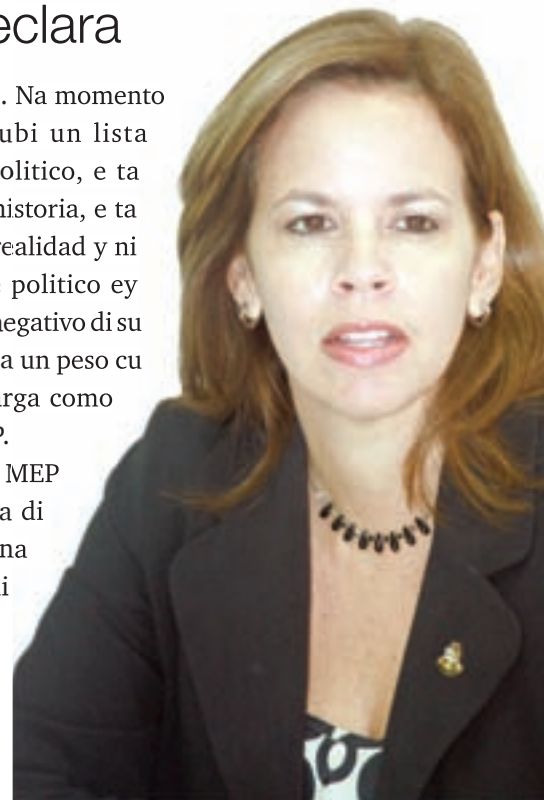 eclara
. Na momento
ubi un lista
olitico, e ta
historia, e ta
realidad y ni
politico ey
negativo di su
a un peso cu
arga como
P.
MEP
a di
na
i